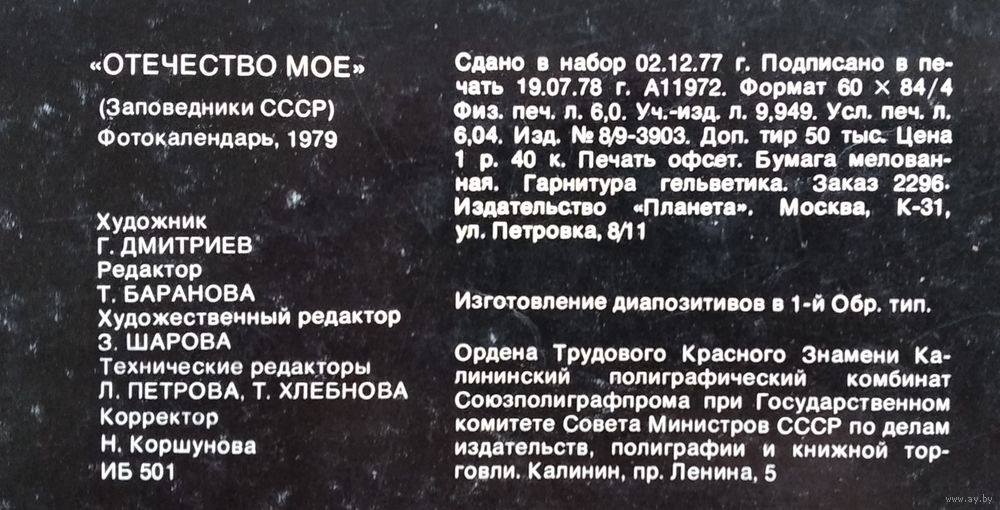 «ОТЕЧЕСТВО МОЕ»
(Заповедники СССР)
Фотокалендарь, 1979
Художник
Г. ДМИТРИЕВ
Редактор
Т. БАРАНОВА
Художественный редактор
З. ШАРОВА
Технические редакторы
Л. ПЕТРОВА, Т. ХЛЕБНОВА
Корректор
Н. Коршунова
ИБ 501
Сдано в набор 02.12.77 г. Подписано в пе-
чать 19.07.78 г. А11972. Формат 60 × 84/4
Физ. печ. л. 6,0. Уч.-изд. л. 9,949. Усл. печ. л.
6,04. Изд. № 8/9-3903. Доп. тир 50 тыс. Цена
1 р. 40 к. Печать офсет. Бумага мелован-
ная. Гарнитура гельветика. Заказ 2296.
Издательство «Планета». Москва, К-31,
ул. Петровка, 8/11
Изготовление диапозитивов в 1-й Обр. тип.
Ордена Трудового Красного Знамени Ка-
лининский полиграфический комбинат
Союзполиграфпрома при Государственном
комитете Совета Министров СССР по делам
издательств, полиграфии и книжной тор-
говли. Калинин, пр. Ленина, 5
www.ay.by